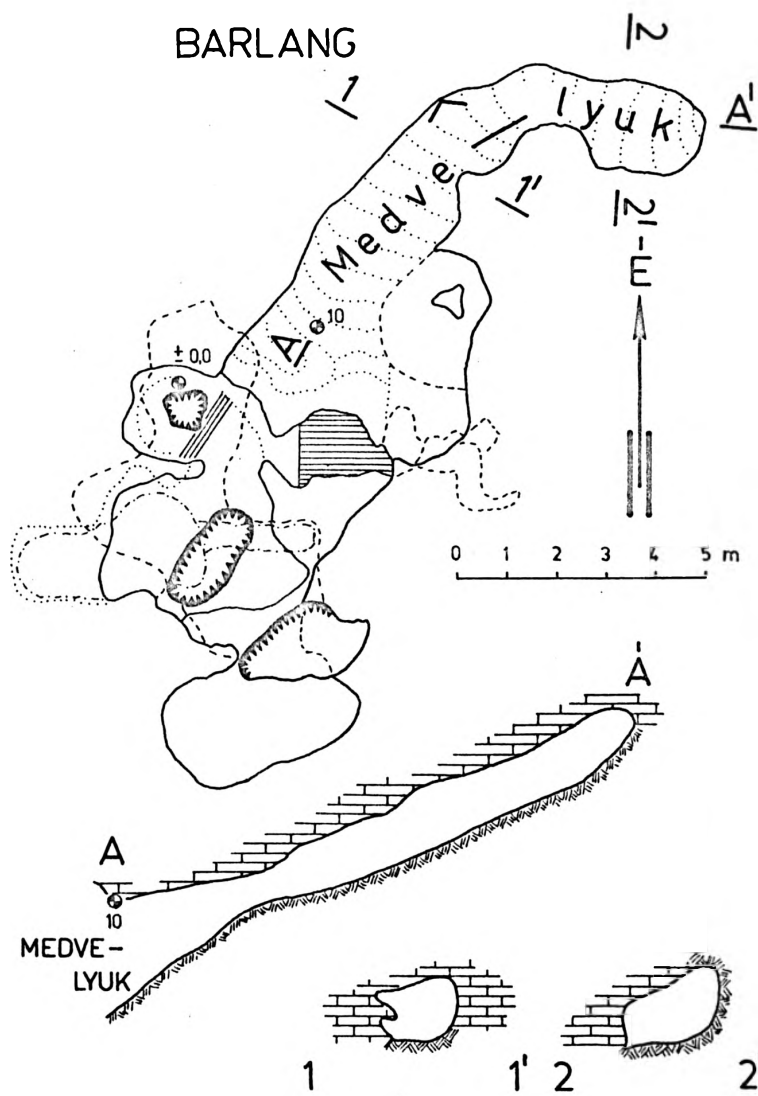 BARLANG
2
1
A'
Medve lyuk
1'
2'
E
10
A
± 0,0
0 1 2 3 4 5 m
A'
A
10
MEDVE-
LYUK
1 1' 2 2